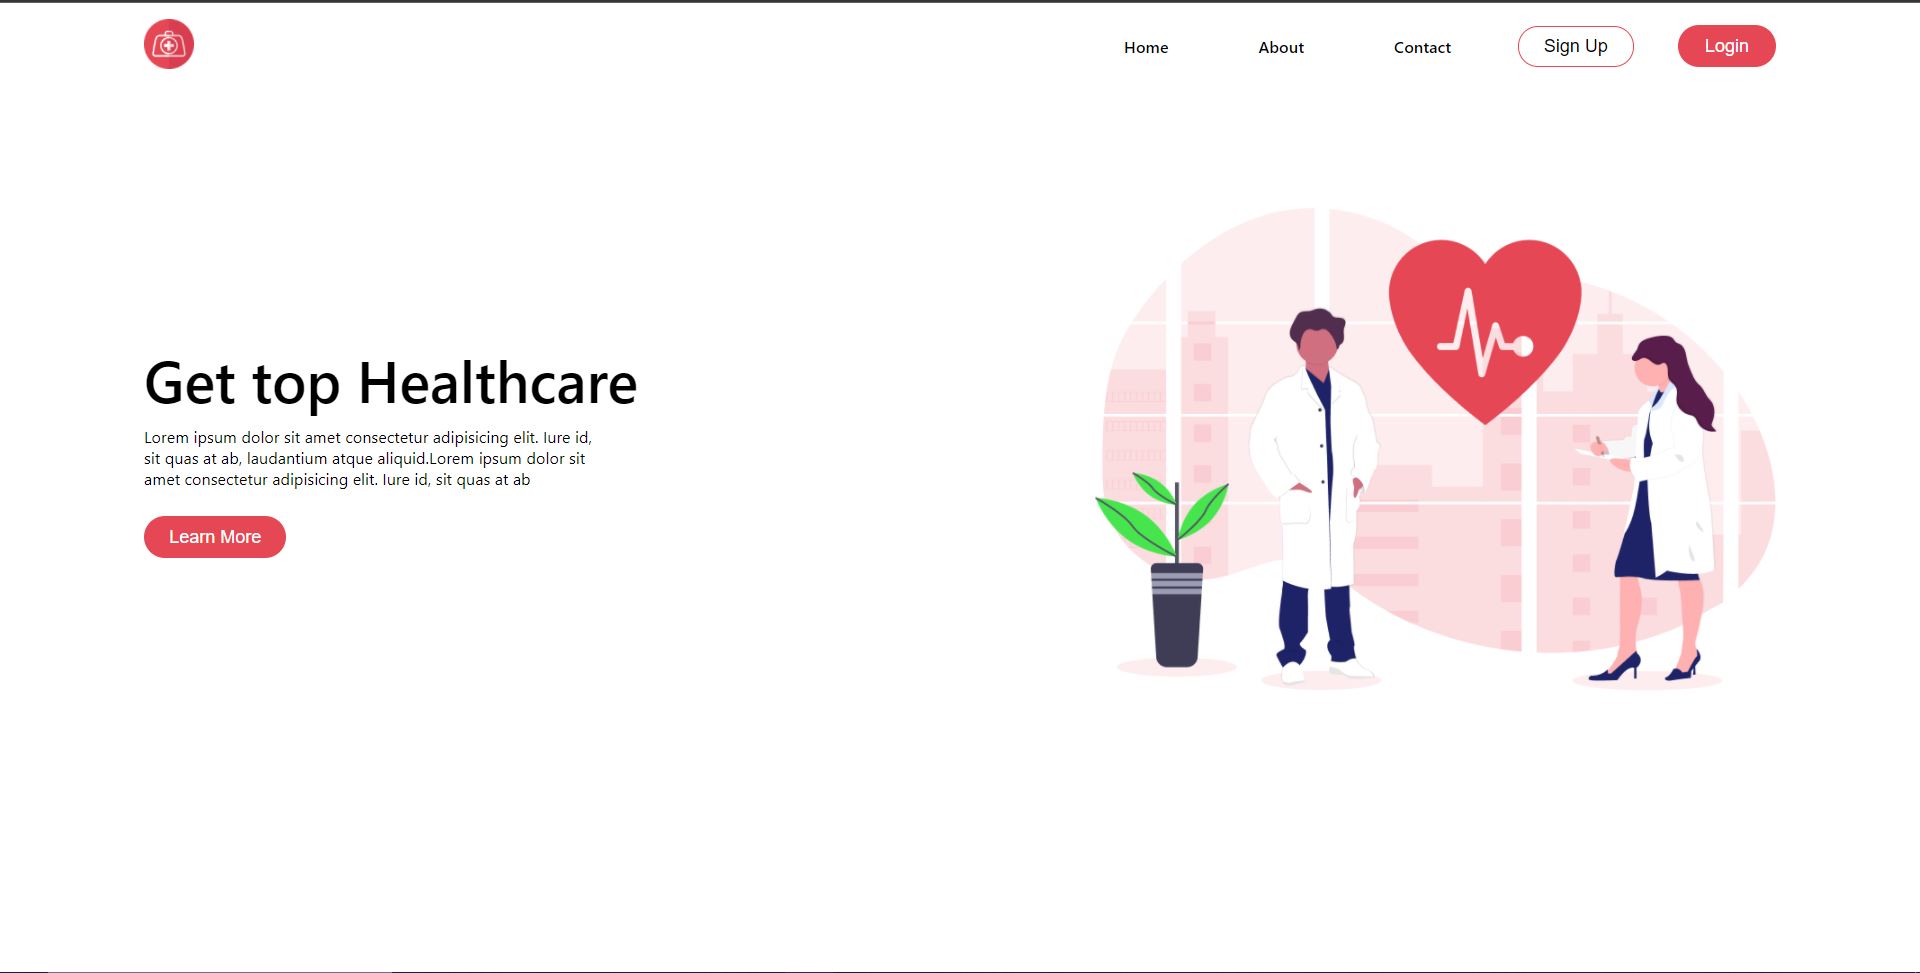 Home About Contact Sign Up Login
Get top Healthcare
Lorem ipsum dolor sit amet consectetur adipisicing elit. Iure id,
sit quas at ab, laudantium atque aliquid.Lorem ipsum dolor sit
amet consectetur adipisicing elit. Iure id, sit quas at ab
Learn More